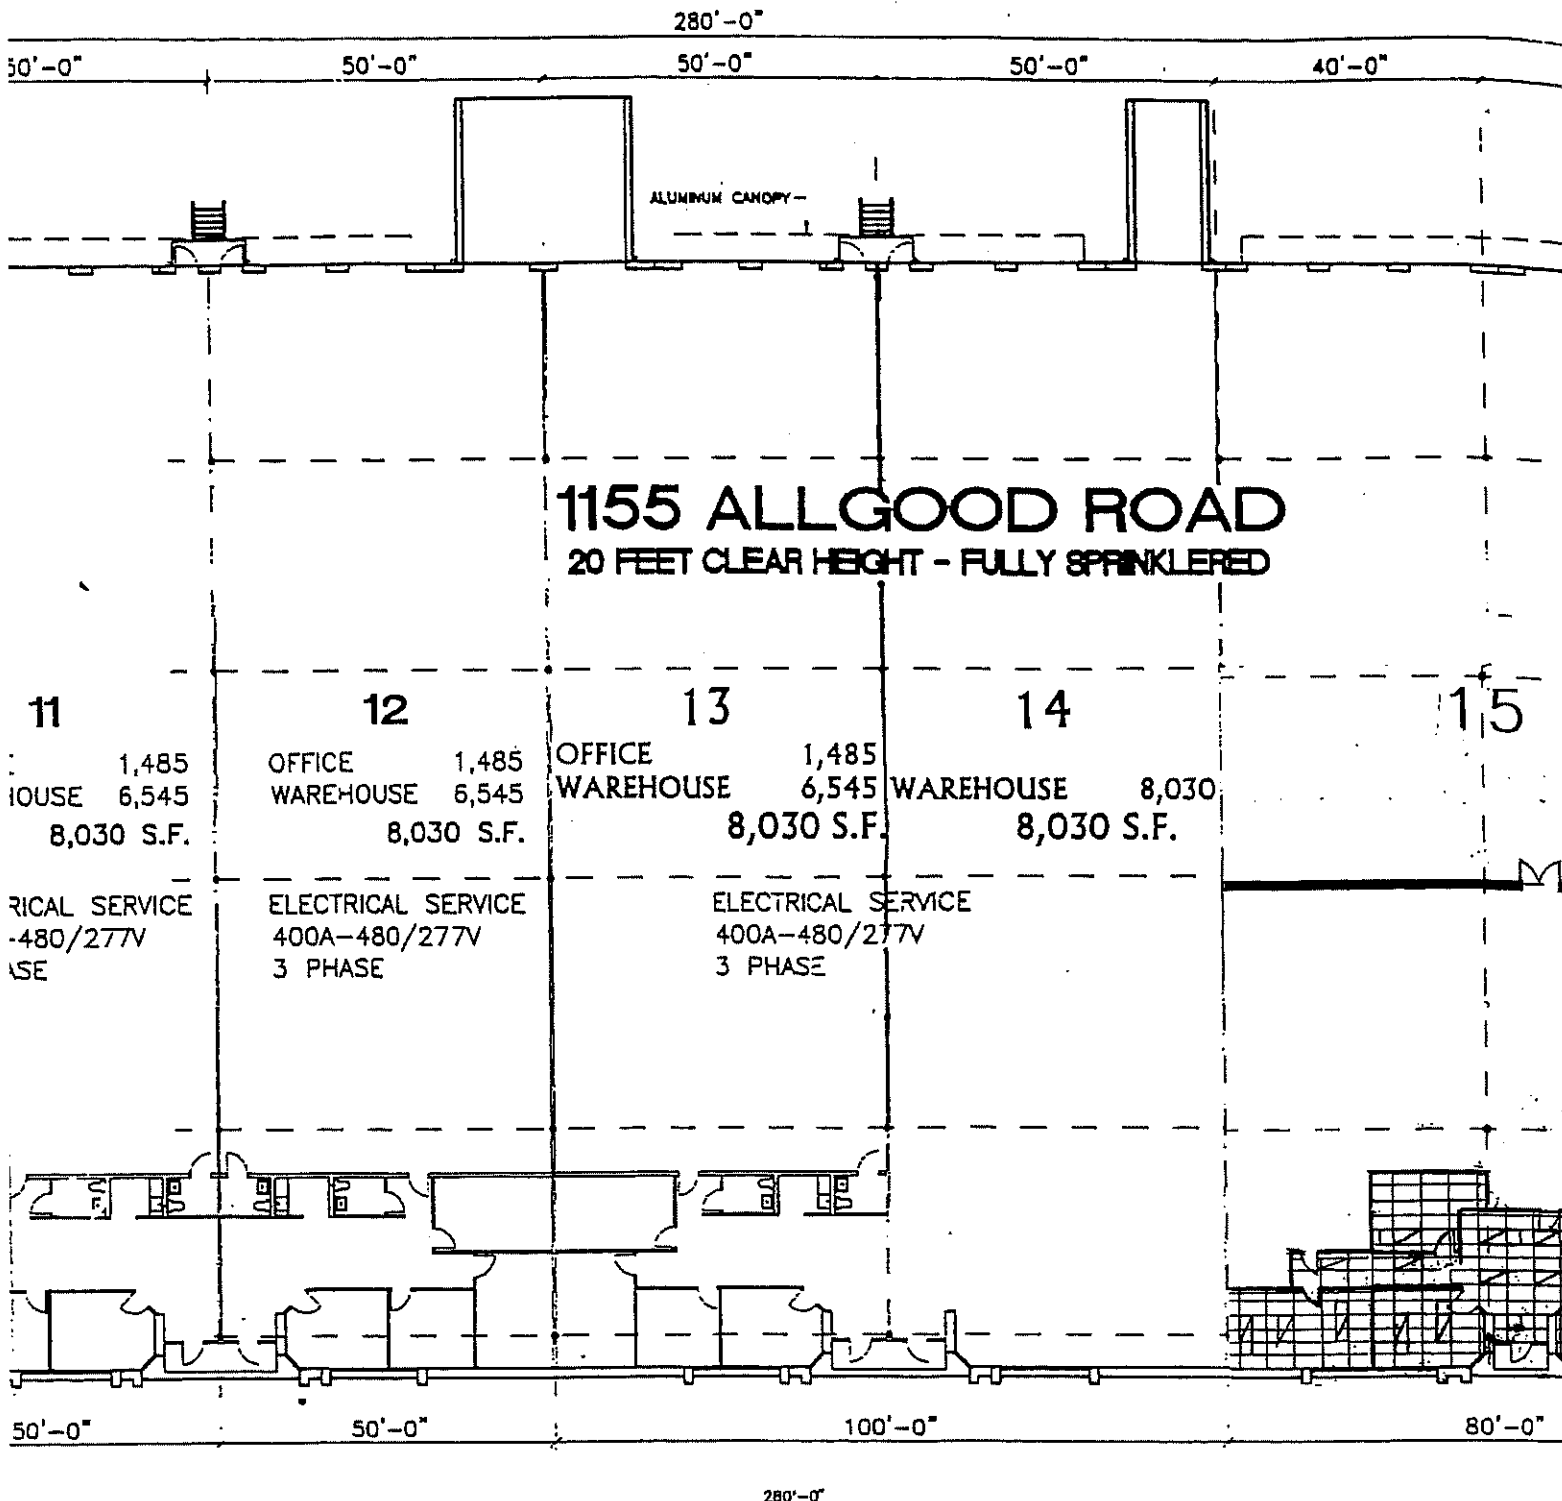 280'-0"
50'-0" 50'-0" 50'-0" 50'-0" 40'-0"
ALUMINUM CANOPY
1155 ALLGOOD ROAD
20 FEET CLEAR HEIGHT - FULLY SPRINKLERED
11
1,485
HOUSE 6,545
8,030 S.F.
RICAL SERVICE
-480/277V
ASE
12
OFFICE 1,485
WAREHOUSE 6,545
8,030 S.F.
ELECTRICAL SERVICE
400A-480/277V
3 PHASE
13
OFFICE 1,485
WAREHOUSE 6,545
8,030 S.F.
ELECTRICAL SERVICE
400A-480/277V
3 PHASE
14
WAREHOUSE 8,030
8,030 S.F.
15
50'-0" 50'-0" 100'-0" 80'-0"
280'-0"